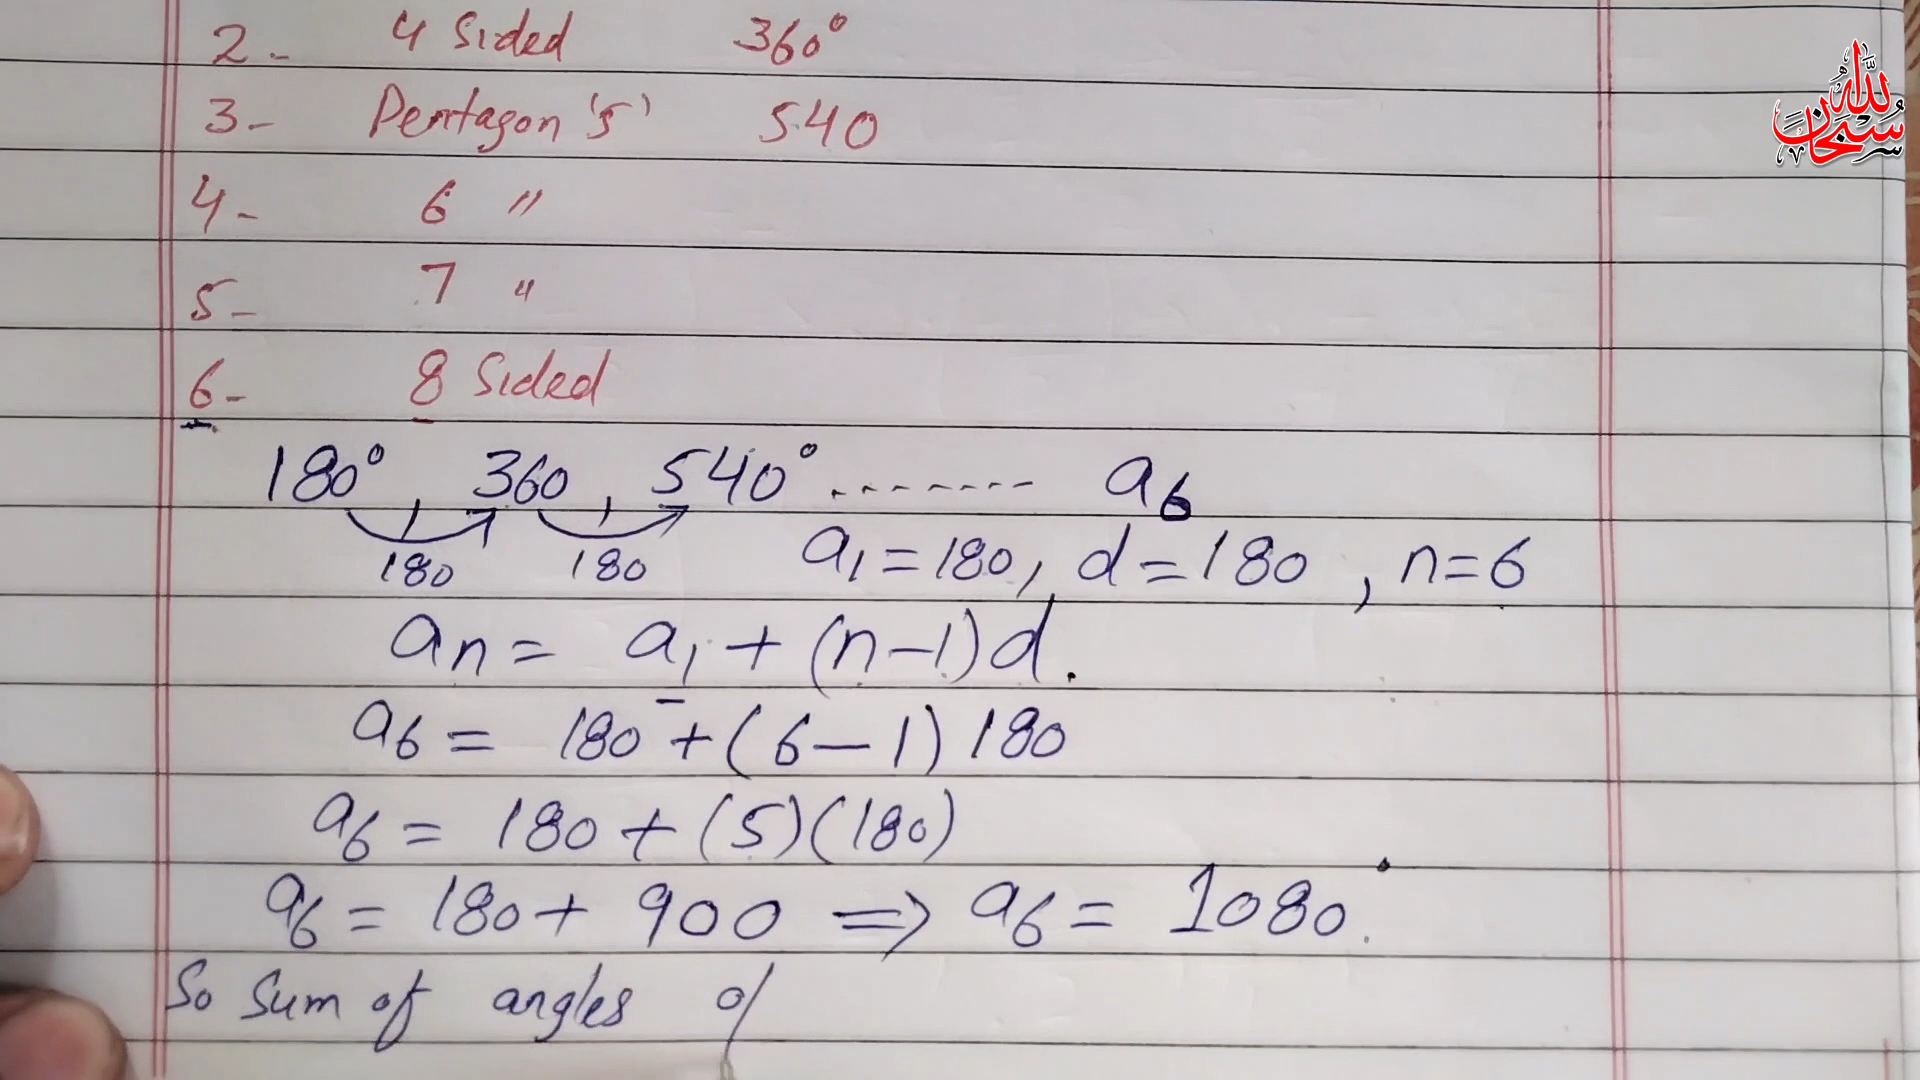 2- 4 Sided 360°
3- Pentagon '5' 540
4- 6 "
5- 7 "
6- 8 Sided
180°, 360, 540° ........ a₆
180 180 a₁=180, d=180, n=6
aₙ = a₁ + (n-1)d.
a₆ = 180 + (6-1) 180
a₆ = 180 + (5)(180)
a₆ = 180 + 900 ⇒ a₆ = 1080°.
So Sum of angles of
سُبْحَانَ اللّٰه